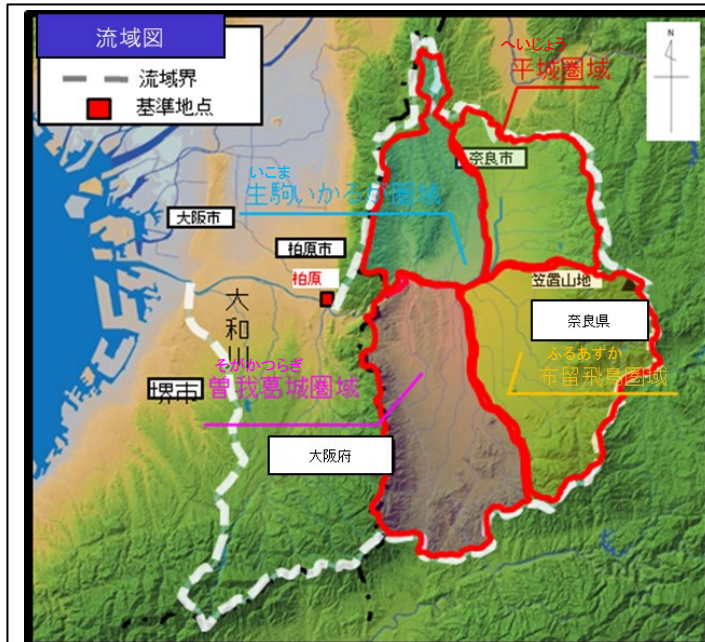 流域図
流域界
基準地点
N
へいじょう
平城圏域
奈良市
いこま
生駒いかるが圏域
大阪市
柏原市
柏原
笠置山地
大和川
奈良県
そがかつらぎ
曽我葛城圏域
ふるあすか
布留飛鳥圏域
堺市
大阪府